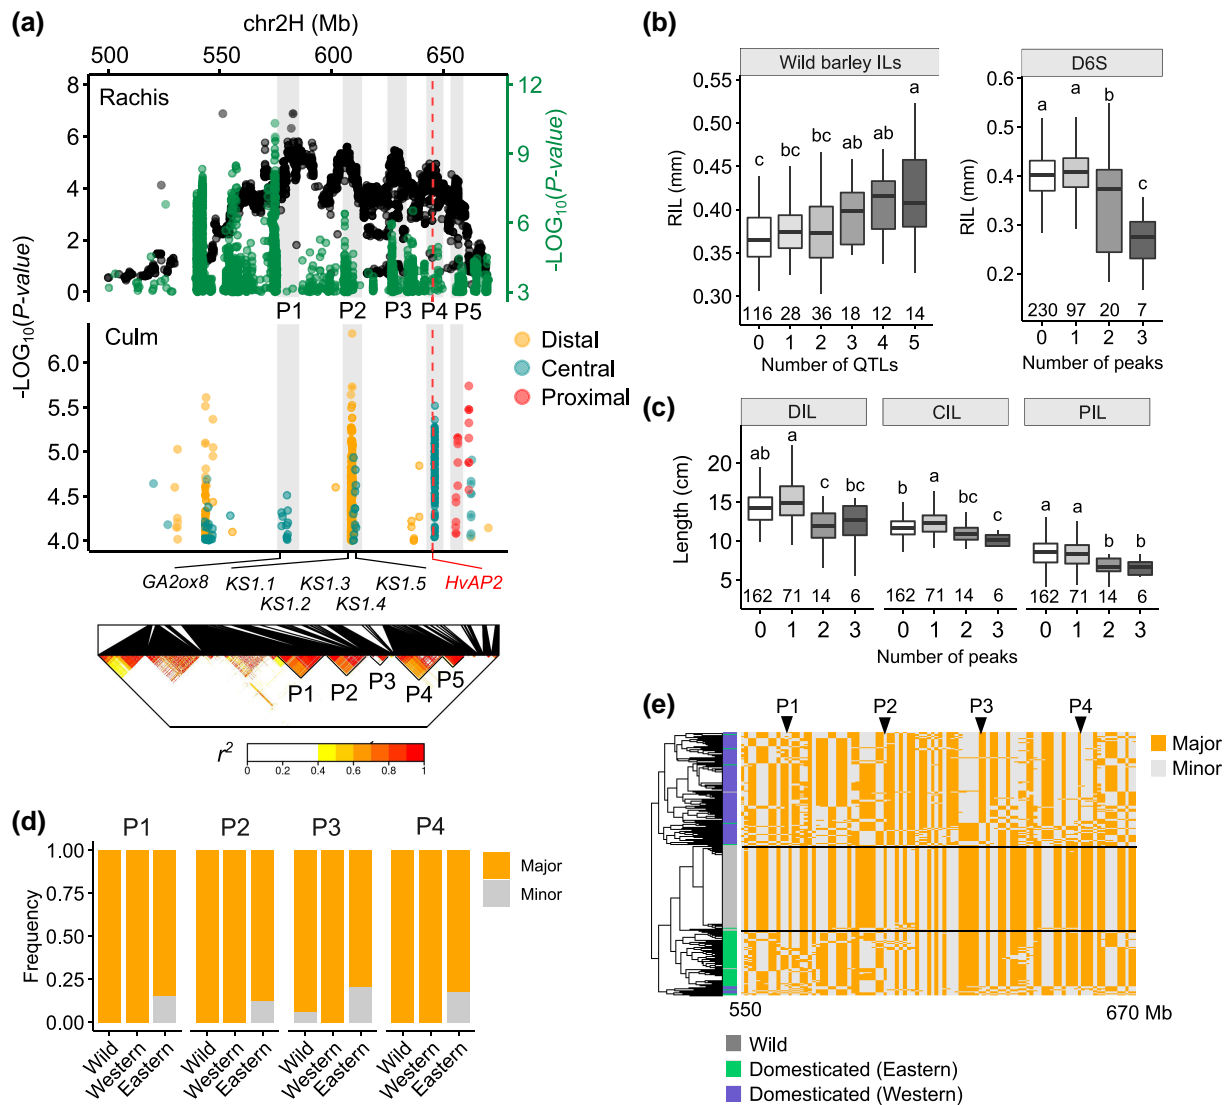 (a)
chr2H (Mb)
500 550 600 650
Rachis
8
6
4
2
0
12
9
6
3
-LOG10(P-value)
-LOG10(P-value)
P1 P2 P3 P4 P5
Culm
6.0
5.5
5.0
4.5
4.0
Distal
Central
Proximal
GA2ox8 KS1.1 KS1.3 KS1.5 HvAP2
KS1.2 KS1.4
P1 P2 P3 P4 P5
r2
0 0.2 0.4 0.6 0.8 1
(b)
Wild barley ILs
RIL (mm)
0.55
0.50
0.45
0.40
0.35
0.30
c bc bc ab ab a
116 28 36 18 12 14
0 1 2 3 4 5
Number of QTLs
D6S
RIL (mm)
0.6
0.5
0.4
0.3
0.2
a a b c
230 97 20 7
0 1 2 3
Number of peaks
(c)
DIL CIL PIL
Length (cm)
20
15
10
5
ab a c bc
b a bc c
a a b b
162 71 14 6 162 71 14 6 162 71 14 6
0 1 2 3 0 1 2 3 0 1 2 3
Number of peaks
(d)
P1 P2 P3 P4
Frequency
1.00
0.75
0.50
0.25
0.00
Major
Minor
Wild Western Eastern Wild Western Eastern Wild Western Eastern Wild Western Eastern
(e)
P1 P2 P3 P4
Major
Minor
550 670 Mb
Wild
Domesticated (Eastern)
Domesticated (Western)